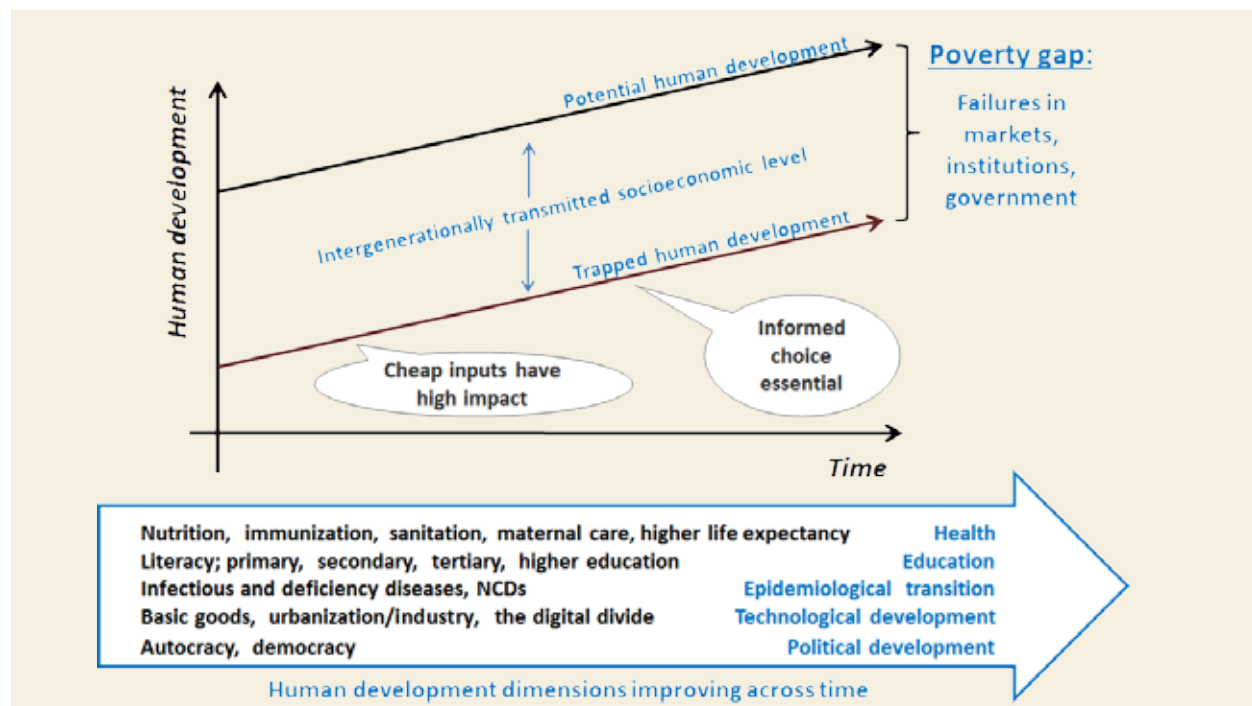 Potential human development
Poverty gap:
Failures in
markets,
institutions,
government
Human development
Intergenerationally transmitted socioeconomic level
Trapped human development
Informed
choice
essential
Cheap inputs have
high impact
Time
Nutrition, immunization, sanitation, maternal care, higher life expectancy Health
Literacy; primary, secondary, tertiary, higher education Education
Infectious and deficiency diseases, NCDs Epidemiological transition
Basic goods, urbanization/industry, the digital divide Technological development
Autocracy, democracy Political development
Human development dimensions improving across time